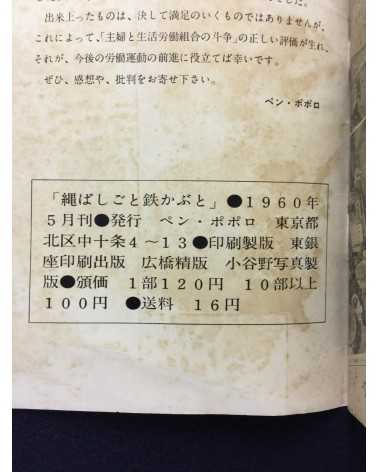 出来上ったものは、決して満足のいくものではありませんが、
これによって、「主婦と生活労働組合の斗争」の正しい評価が生れ、
それが、今後の労働運動の前進に役立てば幸いです。
ぜひ、感想や、批判をお寄せ下さい。
ペン・ポポロ
「縄ばしごと鉄かぶと」●1960年
5月刊●発行　ペン・ポポロ　東京都
北区中十条4～13●印刷製版　東銀
座印刷出版　広橋精版　小谷野写真製
版●頒価　1部120円　10部以上
100円　●送料　16円